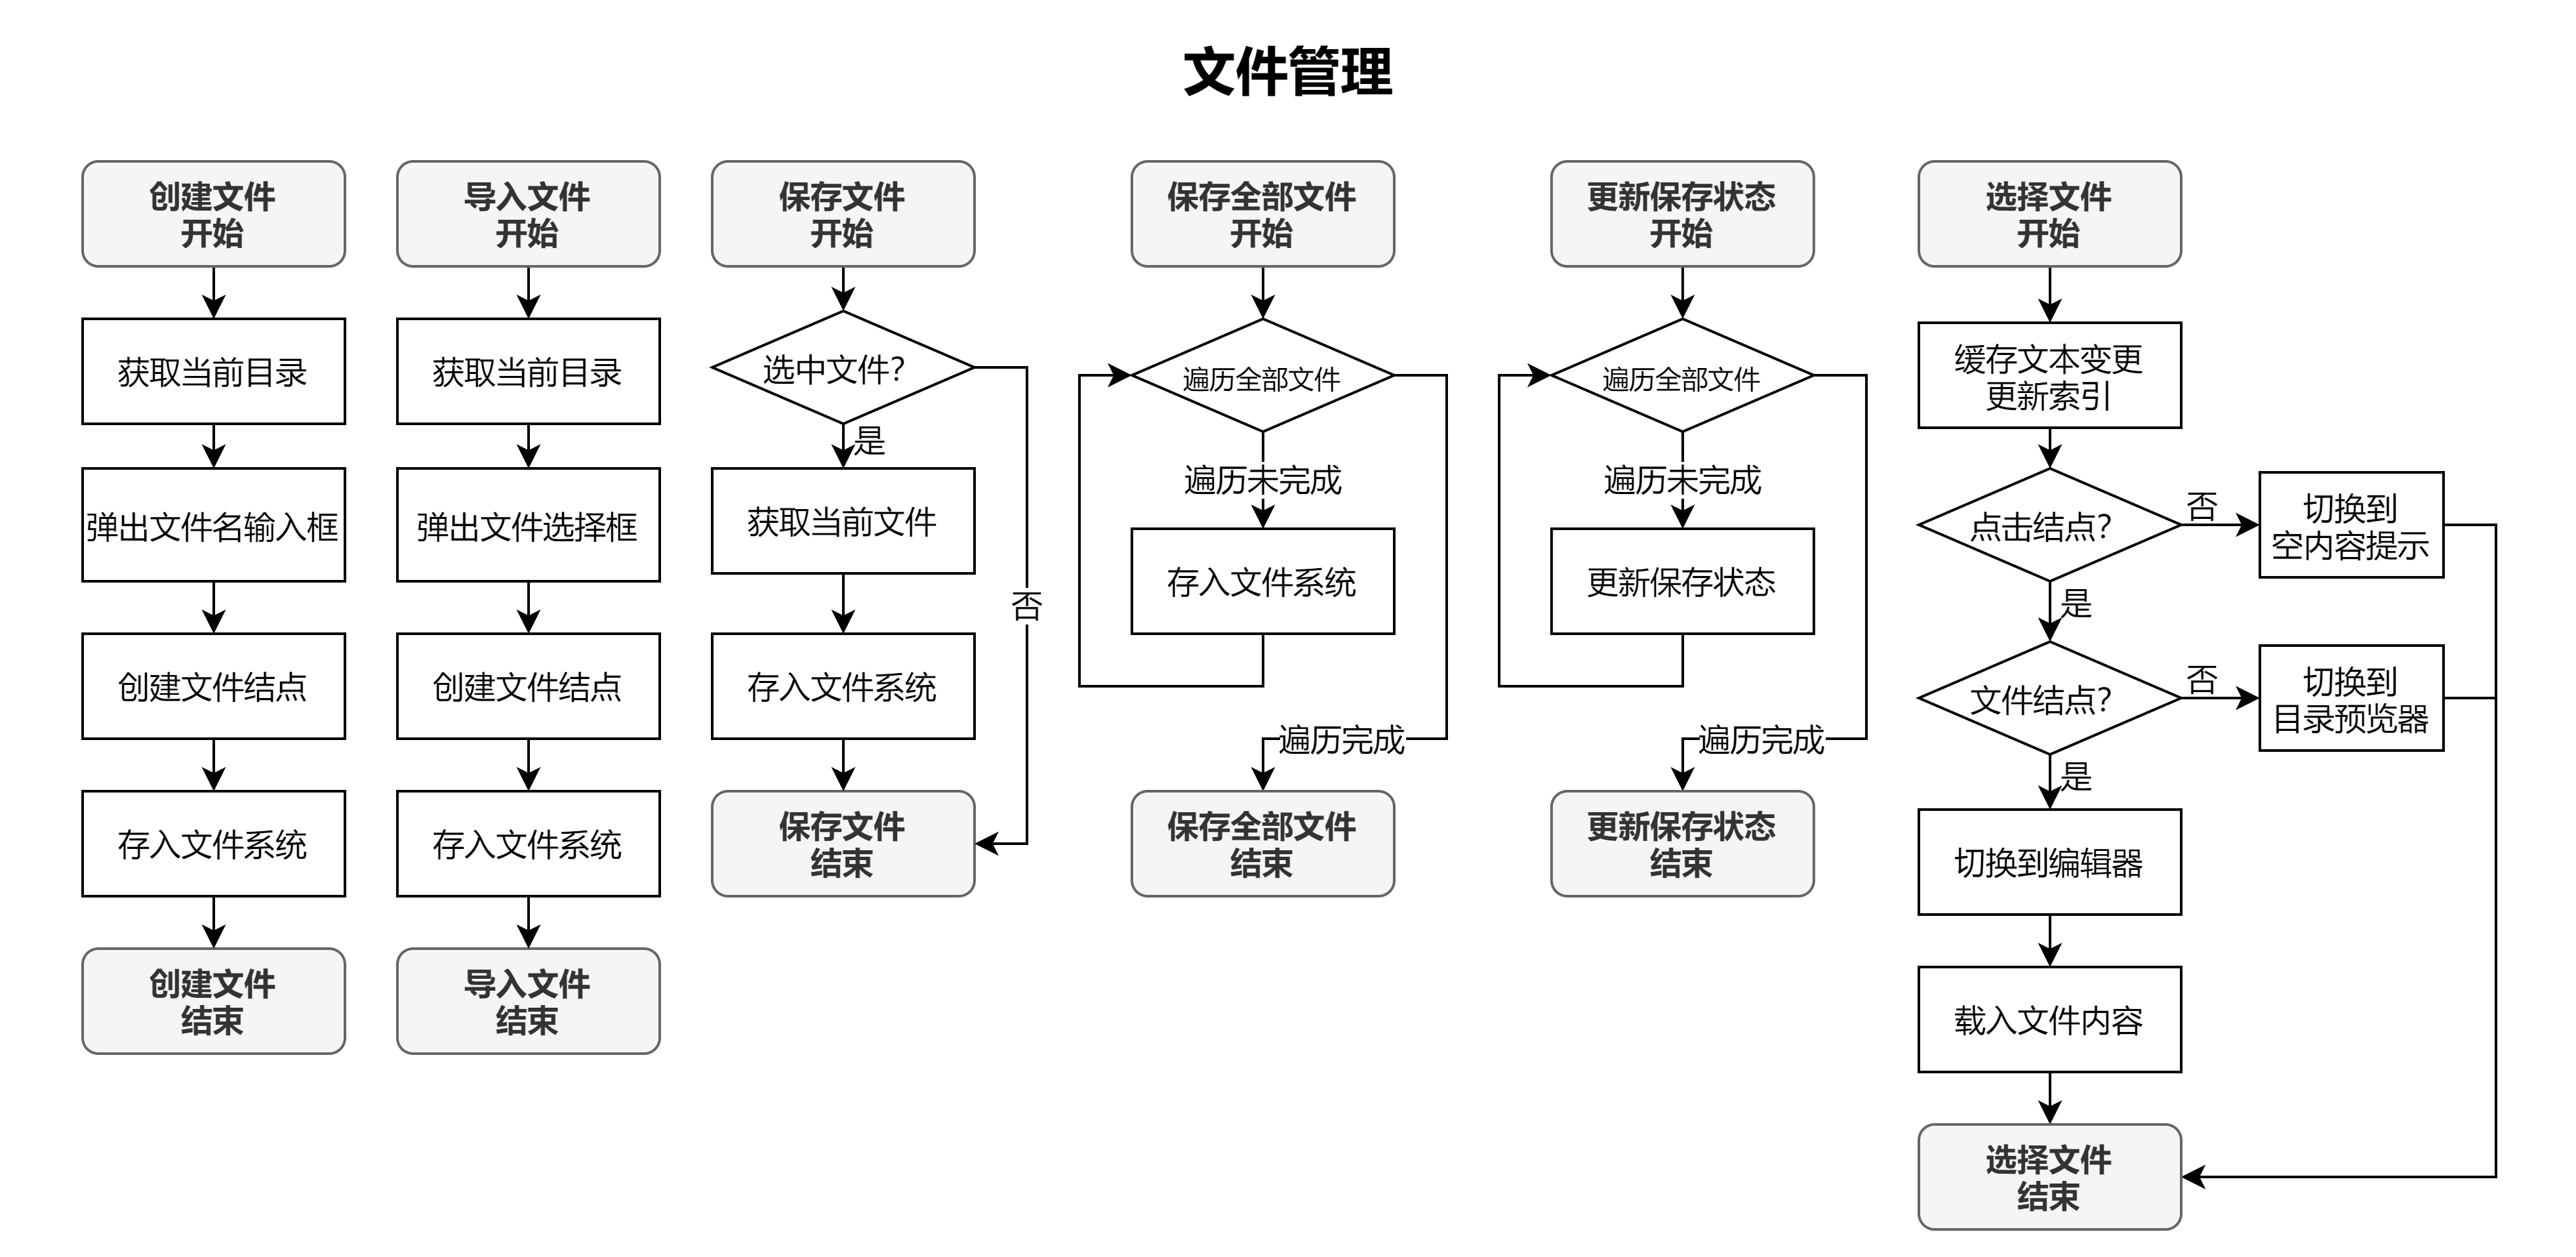 文件管理
创建文件
开始
获取当前目录
弹出文件名输入框
创建文件结点
存入文件系统
创建文件
结束
导入文件
开始
获取当前目录
弹出文件选择框
创建文件结点
存入文件系统
导入文件
结束
保存文件
开始
选中文件?
是
否
获取当前文件
存入文件系统
保存文件
结束
保存全部文件
开始
遍历全部文件
遍历未完成
存入文件系统
遍历完成
保存全部文件
结束
更新保存状态
开始
遍历全部文件
遍历未完成
更新保存状态
遍历完成
更新保存状态
结束
选择文件
开始
缓存文本变更
更新索引
点击结点?
否
切换到
空内容提示
是
文件结点?
否
切换到
目录预览器
是
切换到编辑器
载入文件内容
选择文件
结束